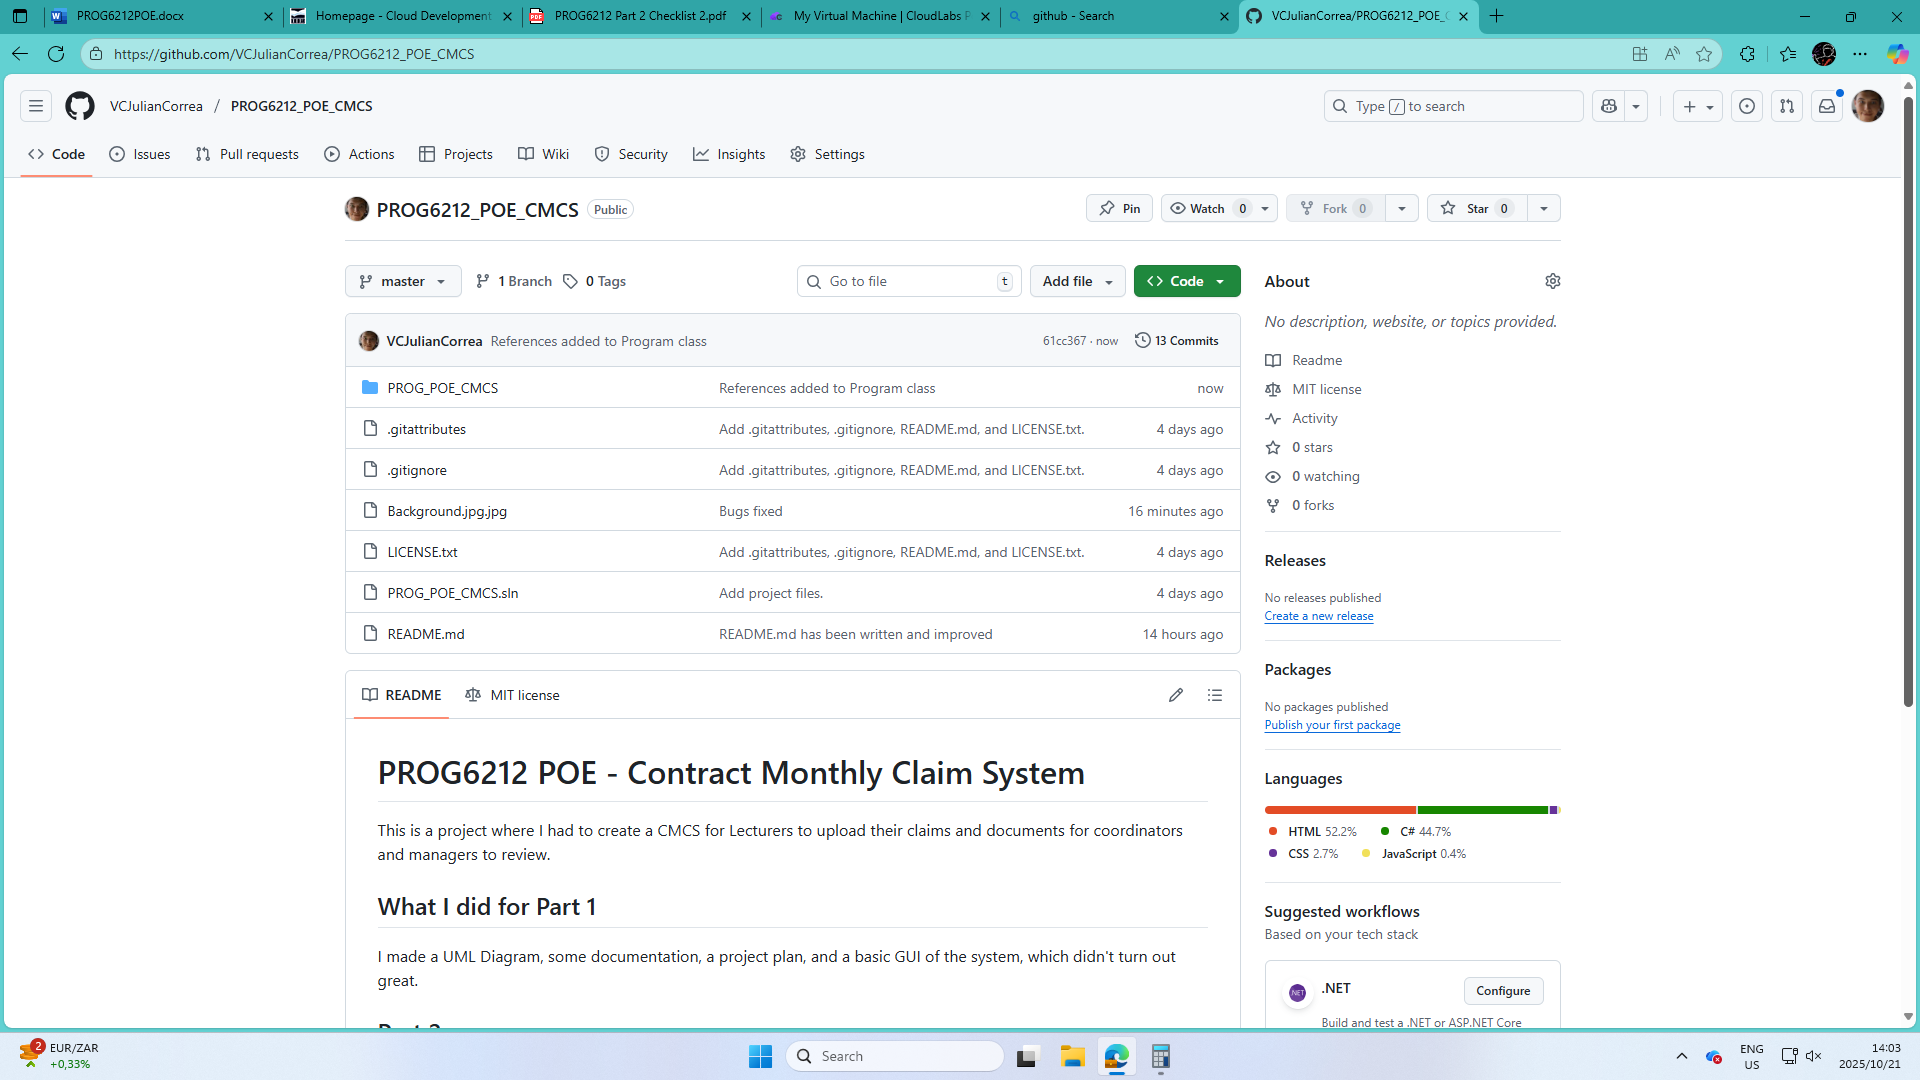 PROG6212POE.docx
Homepage - Cloud Development
PROG6212 Part 2 Checklist 2.pdf
My Virtual Machine | CloudLabs
github - Search
VCJulianCorrea/PROG6212_POE_
https://github.com/VCJulianCorrea/PROG6212_POE_CMCS
VCJulianCorrea / PROG6212_POE_CMCS
Type / to search
Code Issues Pull requests Actions Projects Wiki Security Insights Settings
PROG6212_POE_CMCS Public
Pin Watch 0 Fork 0 Star 0
master 1 Branch 0 Tags
Go to file t Add file Code
VCJulianCorrea References added to Program class 61cc367 · now 13 Commits
PROG_POE_CMCS References added to Program class now
.gitattributes Add .gitattributes, .gitignore, README.md, and LICENSE.txt. 4 days ago
.gitignore Add .gitattributes, .gitignore, README.md, and LICENSE.txt. 4 days ago
Background.jpg.jpg Bugs fixed 16 minutes ago
LICENSE.txt Add .gitattributes, .gitignore, README.md, and LICENSE.txt. 4 days ago
PROG_POE_CMCS.sln Add project files. 4 days ago
README.md README.md has been written and improved 14 hours ago
README MIT license
PROG6212 POE - Contract Monthly Claim System
This is a project where I had to create a CMCS for Lecturers to upload their claims and documents for coordinators
and managers to review.
What I did for Part 1
I made a UML Diagram, some documentation, a project plan, and a basic GUI of the system, which didn't turn out
great.
About
No description, website, or topics provided.
Readme
MIT license
Activity
0 stars
0 watching
0 forks
Releases
No releases published
Create a new release
Packages
No packages published
Publish your first package
Languages
HTML 52.2% C# 44.7%
CSS 2.7% JavaScript 0.4%
Suggested workflows
Based on your tech stack
.NET
Configure
Build and test a .NET or ASP.NET Core
2
EUR/ZAR
+0,33%
Search
ENG
US
14:03
2025/10/21